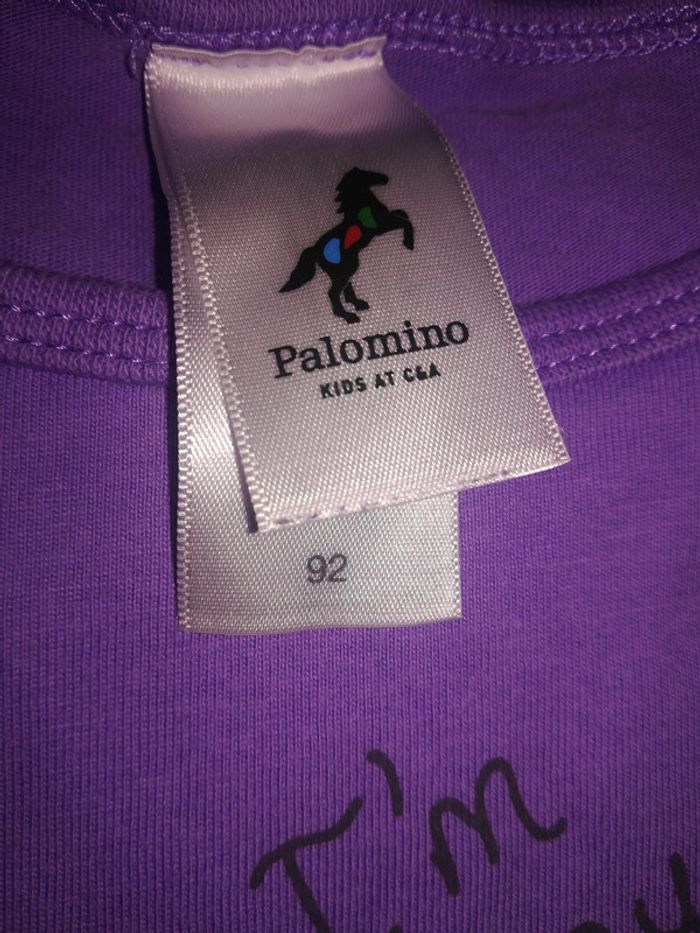 Palomino
KIDS AT C&A
92
I'm